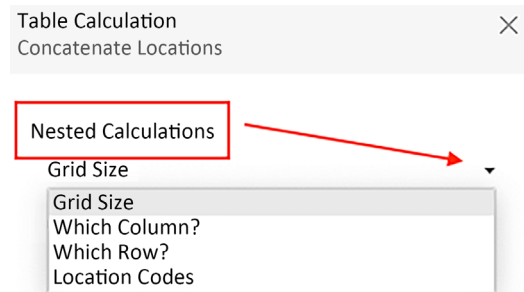 Table Calculation
Concatenate Locations
Nested Calculations
Grid Size
Grid Size
Which Column?
Which Row?
Location Codes